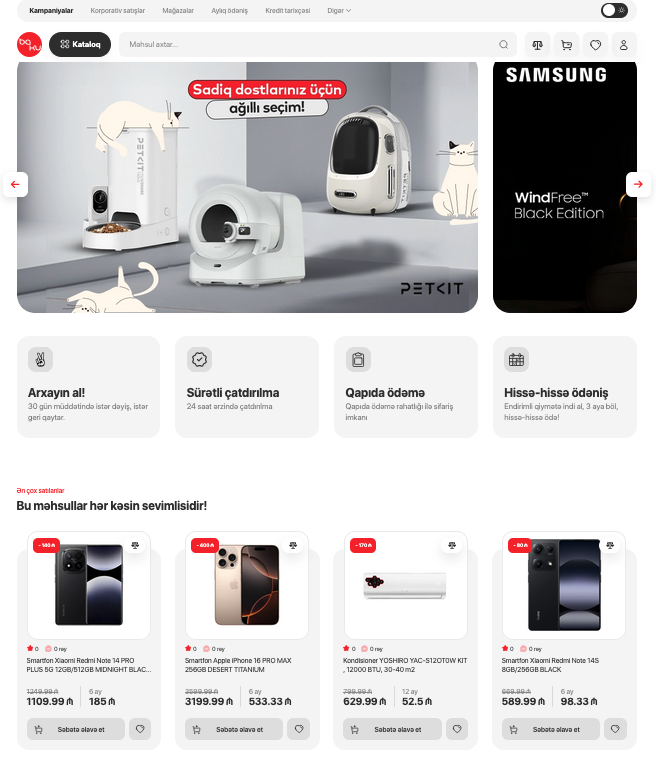 Kampaniyalar
Korporativ satışlar
Mağazalar
Aylıq ödəniş
Kredit tarixçəsi
Digər
ba
ku
Kataloq
Məhsul axtar...
Sadiq dostlarınız üçün
ağıllı seçim!
PETKIT
PETKIT
SAMSUNG
WindFree™
Black Edition
Arxayın al!
30 gün müddətində istər dəyiş, istər
geri qaytar.
Sürətli çatdırılma
24 saat ərzində çatdırılma
Qapıda ödəmə
Qapıda ödəmə rahatlığı ilə sifariş
imkanı
Hissə-hissə ödəniş
Endirimli qiymətə indi al, 3 aya böl,
hissə-hissə ödə!
Ən çox satılanlar
Bu məhsullar hər kəsin sevimlisidir!
- 140 ₼
0
0 rəy
Smartfon Xiaomi Redmi Note 14 PRO
PLUS 5G 12GB/512GB MIDNIGHT BLAC...
1249.99 ₼
1109.99 ₼
6 ay
185 ₼
Səbətə əlavə et
- 400 ₼
0
0 rəy
Smartfon Apple iPhone 16 PRO MAX
256GB DESERT TITANIUM
3599.99 ₼
3199.99 ₼
6 ay
533.33 ₼
Səbətə əlavə et
- 170 ₼
0
0 rəy
Kondisioner YOSHIRO YAC-S12OT0W KIT
, 12000 BTU, 30-40 m2
799.99 ₼
629.99 ₼
12 ay
52.5 ₼
Səbətə əlavə et
- 80 ₼
0
0 rəy
Smartfon Xiaomi Redmi Note 14S
8GB/256GB BLACK
669.99 ₼
589.99 ₼
6 ay
98.33 ₼
Səbətə əlavə et